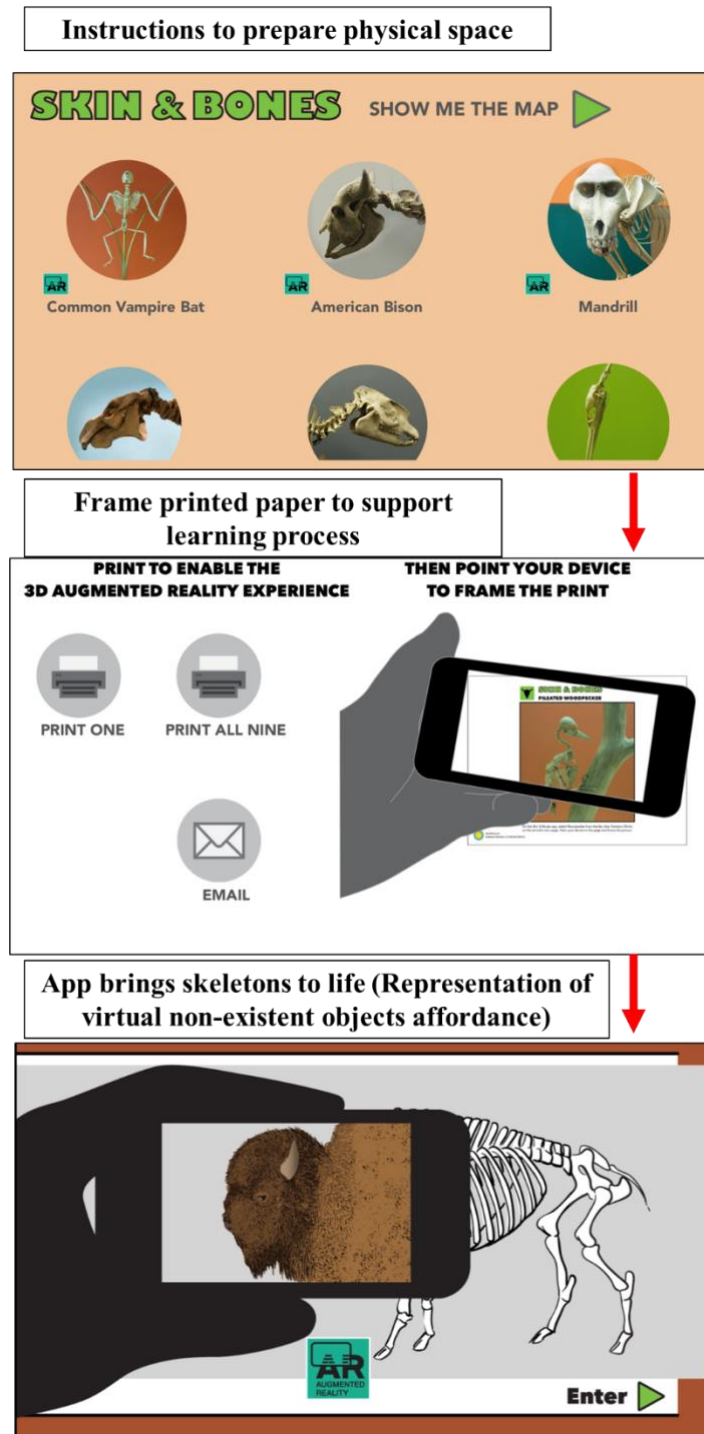 Instructions to prepare physical space
SKIN & BONES
SHOW ME THE MAP
AR
AR
AR
Common Vampire Bat
American Bison
Mandrill
Frame printed paper to support
learning process
PRINT TO ENABLE THE
3D AUGMENTED REALITY EXPERIENCE
THEN POINT YOUR DEVICE
TO FRAME THE PRINT
PRINT ONE
PRINT ALL NINE
EMAIL
SKIN & BONES
PILEATED WOODPECKER
App brings skeletons to life (Representation of
virtual non-existent objects affordance)
AR
AUGMENTED
REALITY
Enter